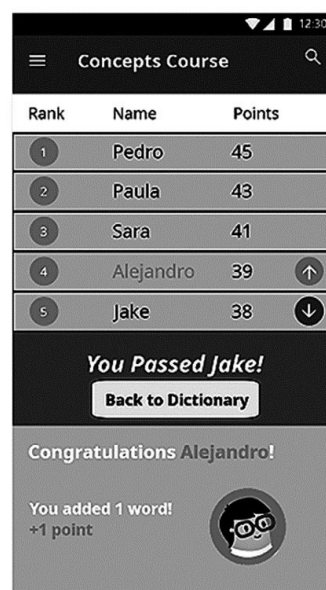 12:30
Concepts Course
Rank Name Points
1 Pedro 45
2 Paula 43
3 Sara 41
4 Alejandro 39
5 Jake 38
You Passed Jake!
Back to Dictionary
Congratulations Alejandro!
You added 1 word!
+1 point